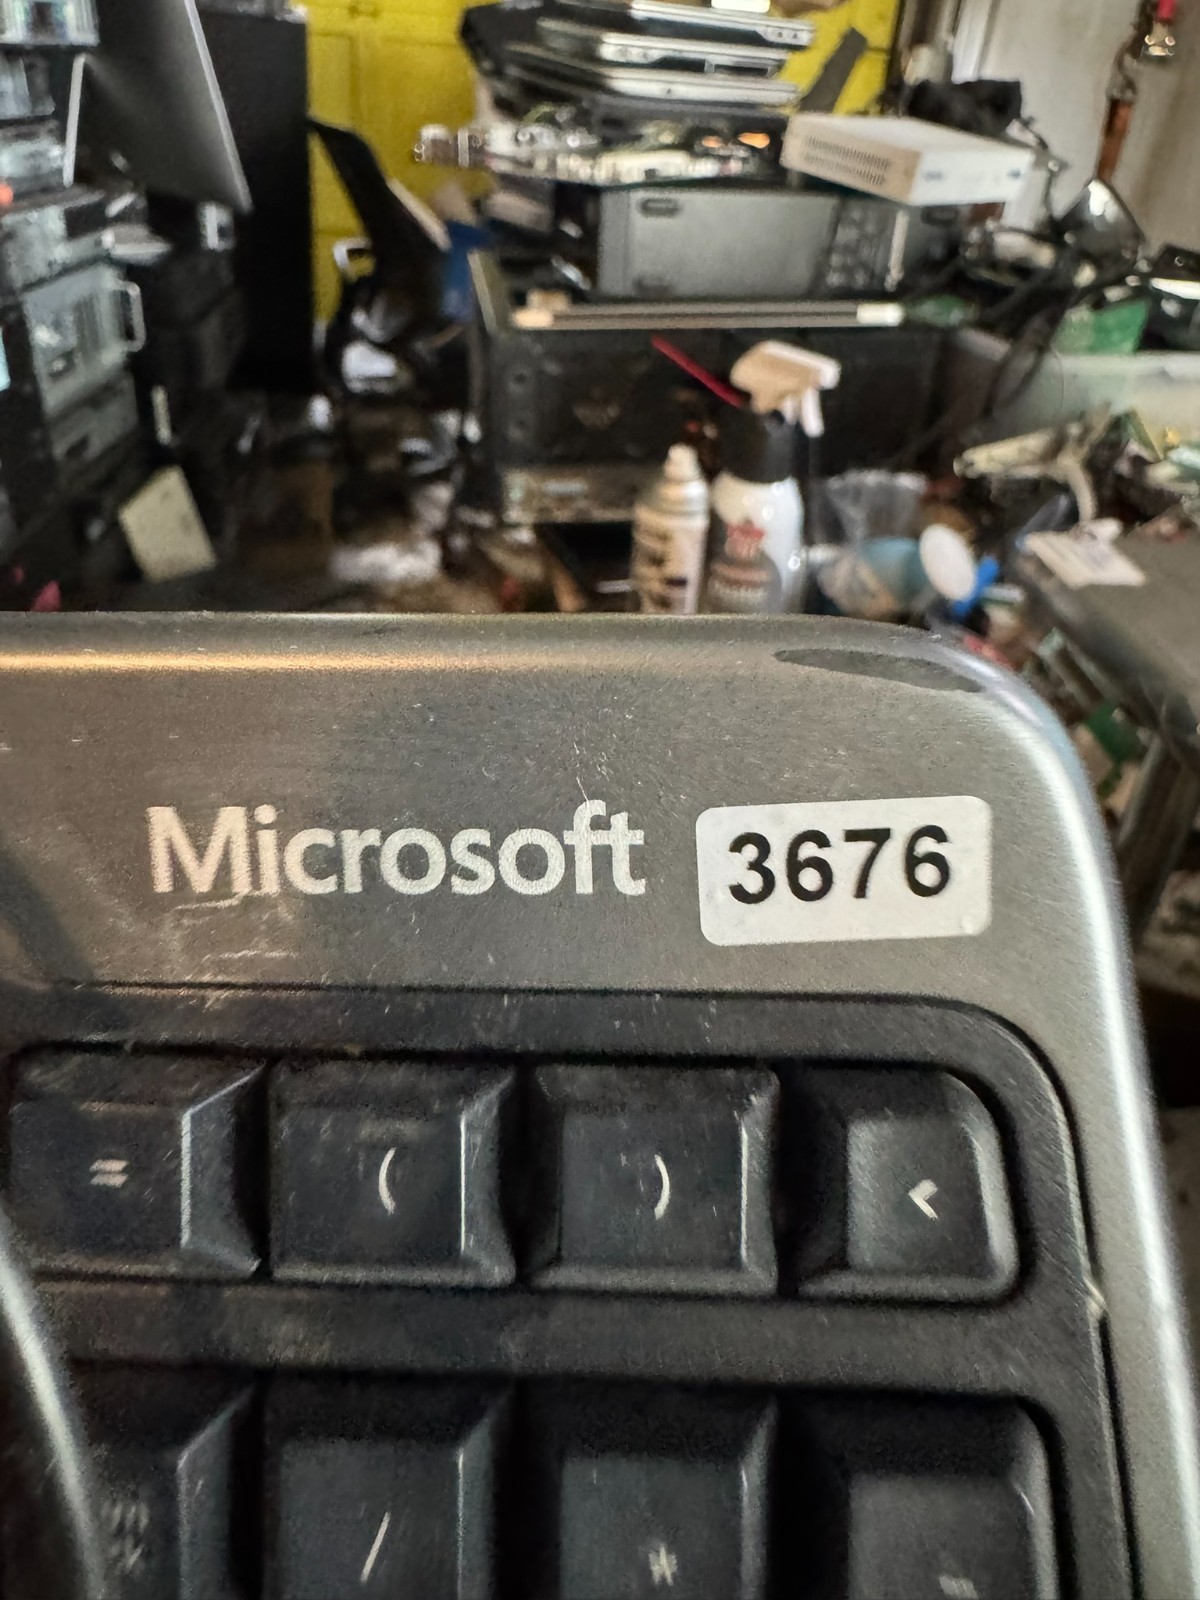 Microsoft 3676
= ( ) <
/ *